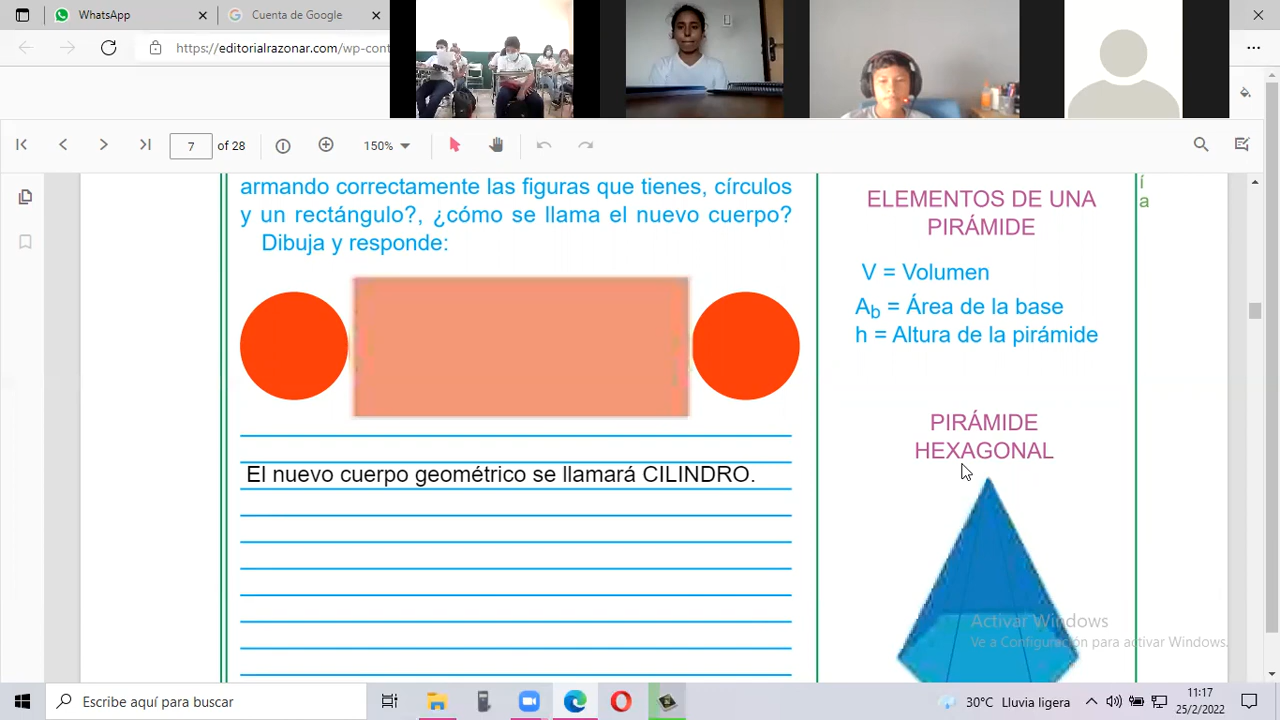 WhatsApp
Cuenta de Google
https://editorialrazonar.com/wp-cont
7 of 28
150%
armando correctamente las figuras que tienes, círculos
y un rectángulo?, ¿cómo se llama el nuevo cuerpo?
Dibuja y responde:
El nuevo cuerpo geométrico se llamará CILINDRO.
ELEMENTOS DE UNA
PIRÁMIDE
V = Volumen
Ab = Área de la base
h = Altura de la pirámide
PIRÁMIDE
HEXAGONAL
í
a
Activar Windows
Ve a Configuración para activar Windows.
Escribe aquí para buscar
30°C Lluvia ligera
11:17
25/2/2022